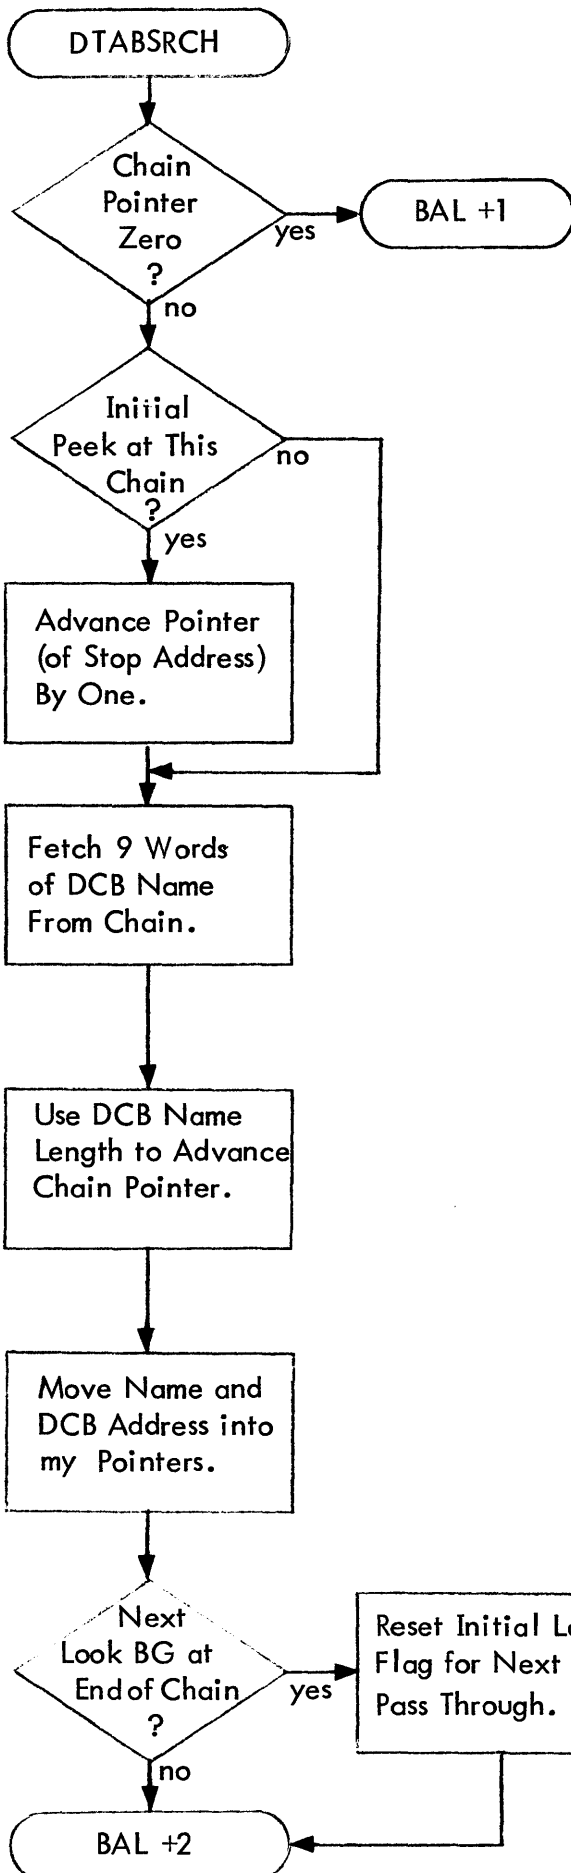 DTABSRCH
Chain
Pointer
Zero
?
yes
BAL +1
no
Initial
Peek at This
Chain
?
no
yes
Advance Pointer
(of Stop Address)
By One.
Fetch 9 Words
of DCB Name
From Chain.
Use DCB Name
Length to Advance
Chain Pointer.
Move Name and
DCB Address into
my Pointers.
Next
Look BG at
End of Chain
?
yes
Reset Initial
Flag for Next
Pass Through.
no
BAL +2